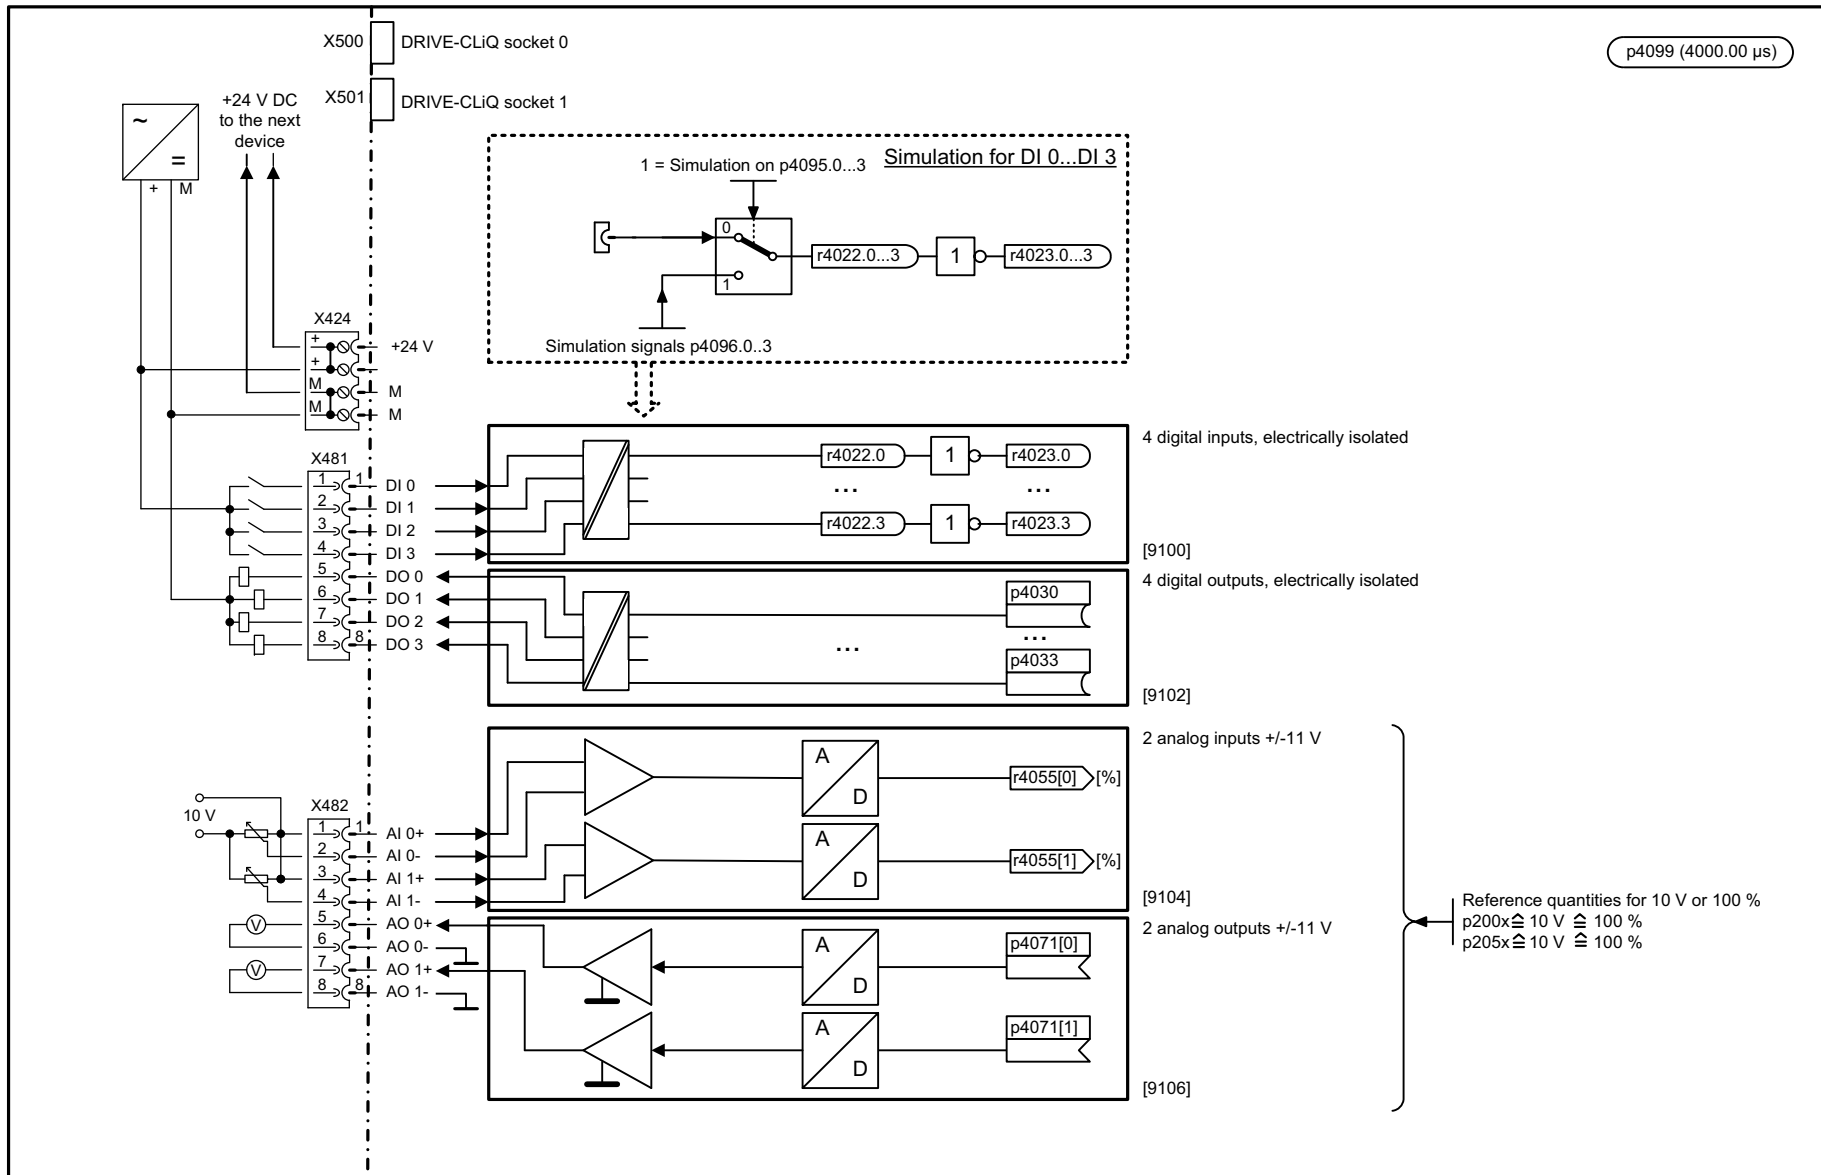 X500 DRIVE-CLiQ socket 0
p4099 (4000.00 µs)
X501 DRIVE-CLiQ socket 1
+24 V DC
to the next
device
~
=
+ M
Simulation for DI 0...DI 3
1 = Simulation on p4095.0...3
0
1
r4022.0...3 1 r4023.0...3
Simulation signals p4096.0..3
X424
+ +24 V
+
M M
M M
4 digital inputs, electrically isolated
r4022.0 1 r4023.0
... ...
r4022.3 1 r4023.3
[9100]
X481
1 1 DI 0
2 DI 1
3 DI 2
4 DI 3
5 DO 0
6 DO 1
7 DO 2
8 8 DO 3
4 digital outputs, electrically isolated
p4030
...
...
p4033
[9102]
2 analog inputs +/-11 V
A
D
r4055[0] [%]
A
D
r4055[1] [%]
[9104]
10 V
X482
1 1 AI 0+
2 AI 0-
3 AI 1+
4 AI 1-
V 5 AO 0+
6 AO 0-
V 7 AO 1+
8 8 AO 1-
2 analog outputs +/-11 V
A
D
p4071[0]
A
D
p4071[1]
[9106]
Reference quantities for 10 V or 100 %
p200x ≙ 10 V ≙ 100 %
p205x ≙ 10 V ≙ 100 %